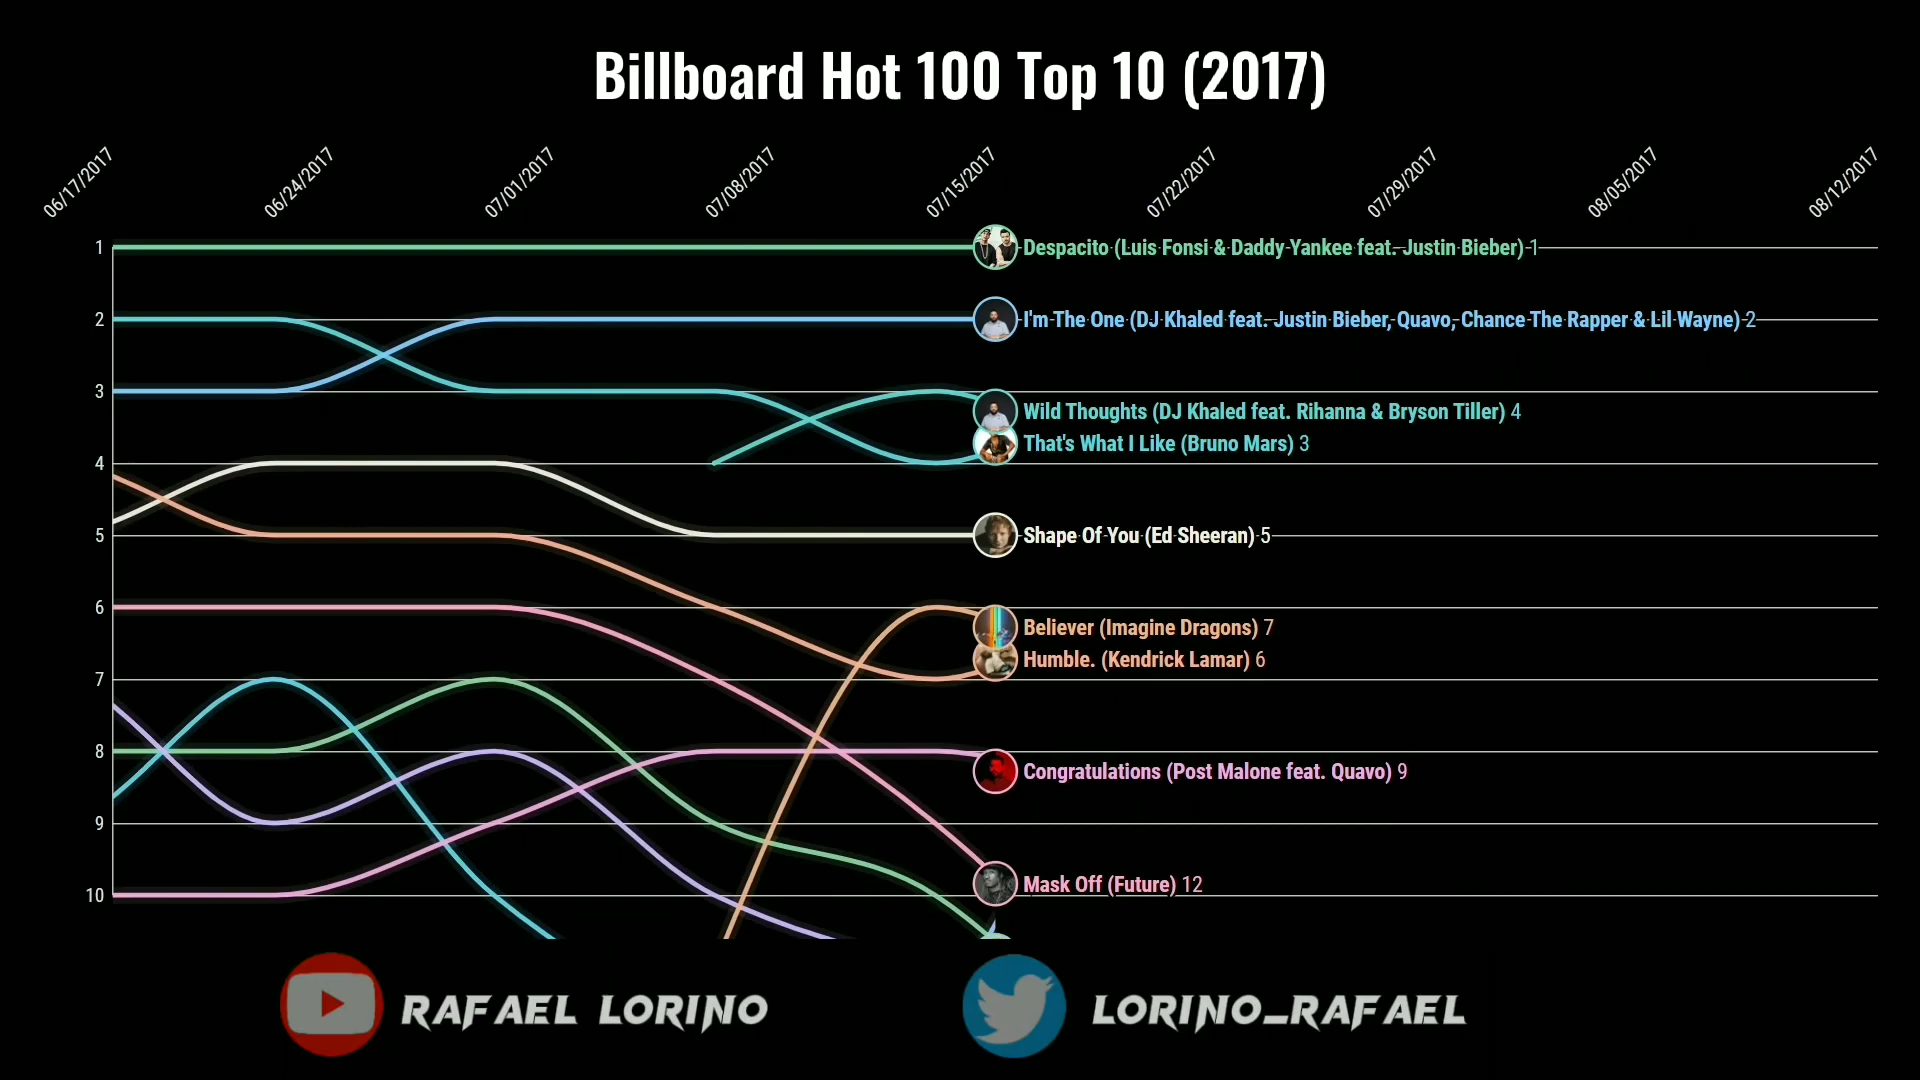 Billboard Hot 100 Top 10 (2017)
06/17/2017
06/24/2017
07/01/2017
07/08/2017
07/15/2017
07/22/2017
07/29/2017
08/05/2017
08/12/2017
1
Despacito (Luis Fonsi & Daddy Yankee feat. Justin Bieber) 1
2
I'm The One (DJ Khaled feat. Justin Bieber, Quavo, Chance The Rapper & Lil Wayne) 2
3
Wild Thoughts (DJ Khaled feat. Rihanna & Bryson Tiller) 4
That's What I Like (Bruno Mars) 3
4
5
Shape Of You (Ed Sheeran) 5
6
Believer (Imagine Dragons) 7
Humble. (Kendrick Lamar) 6
7
8
Congratulations (Post Malone feat. Quavo) 9
9
Mask Off (Future) 12
10
RAFAEL LORINO
LORINO_RAFAEL